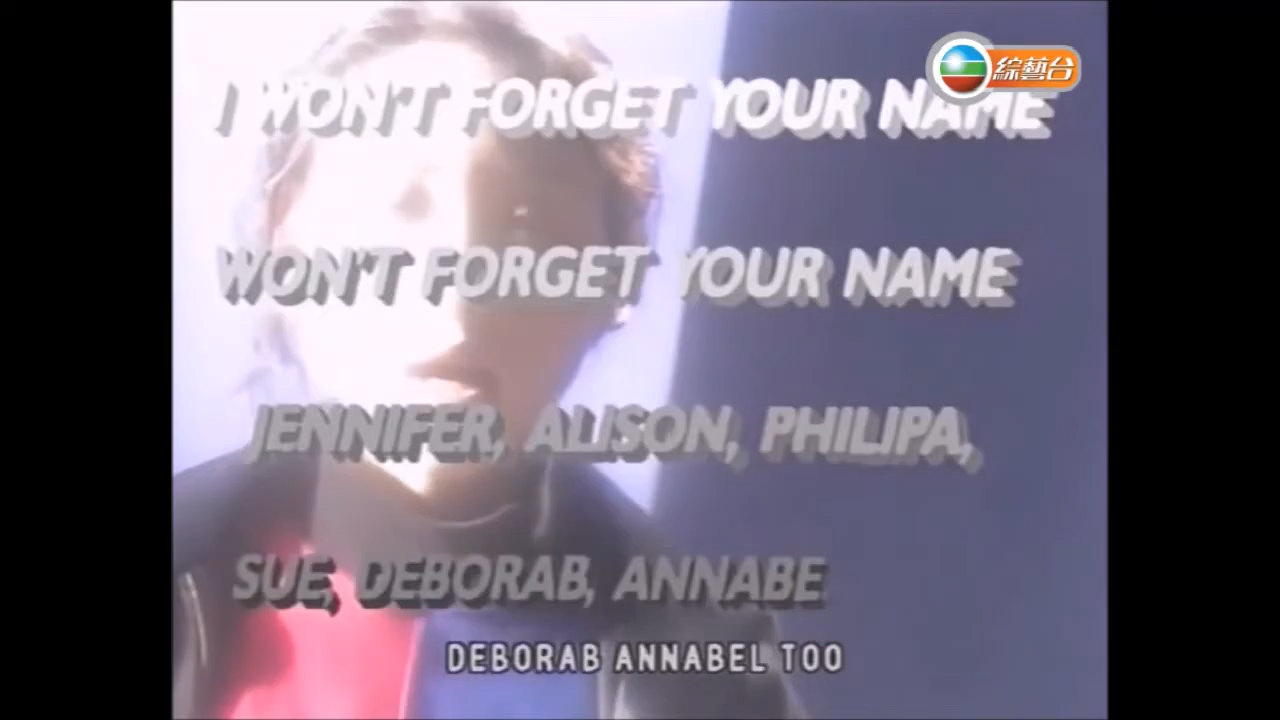 綜藝台
I WON'T FORGET YOUR NAME
WON'T FORGET YOUR NAME
JENNIFER, ALISON, PHILIPA,
SUE, DEBORAB, ANNABE
DEBORAB ANNABEL TOO